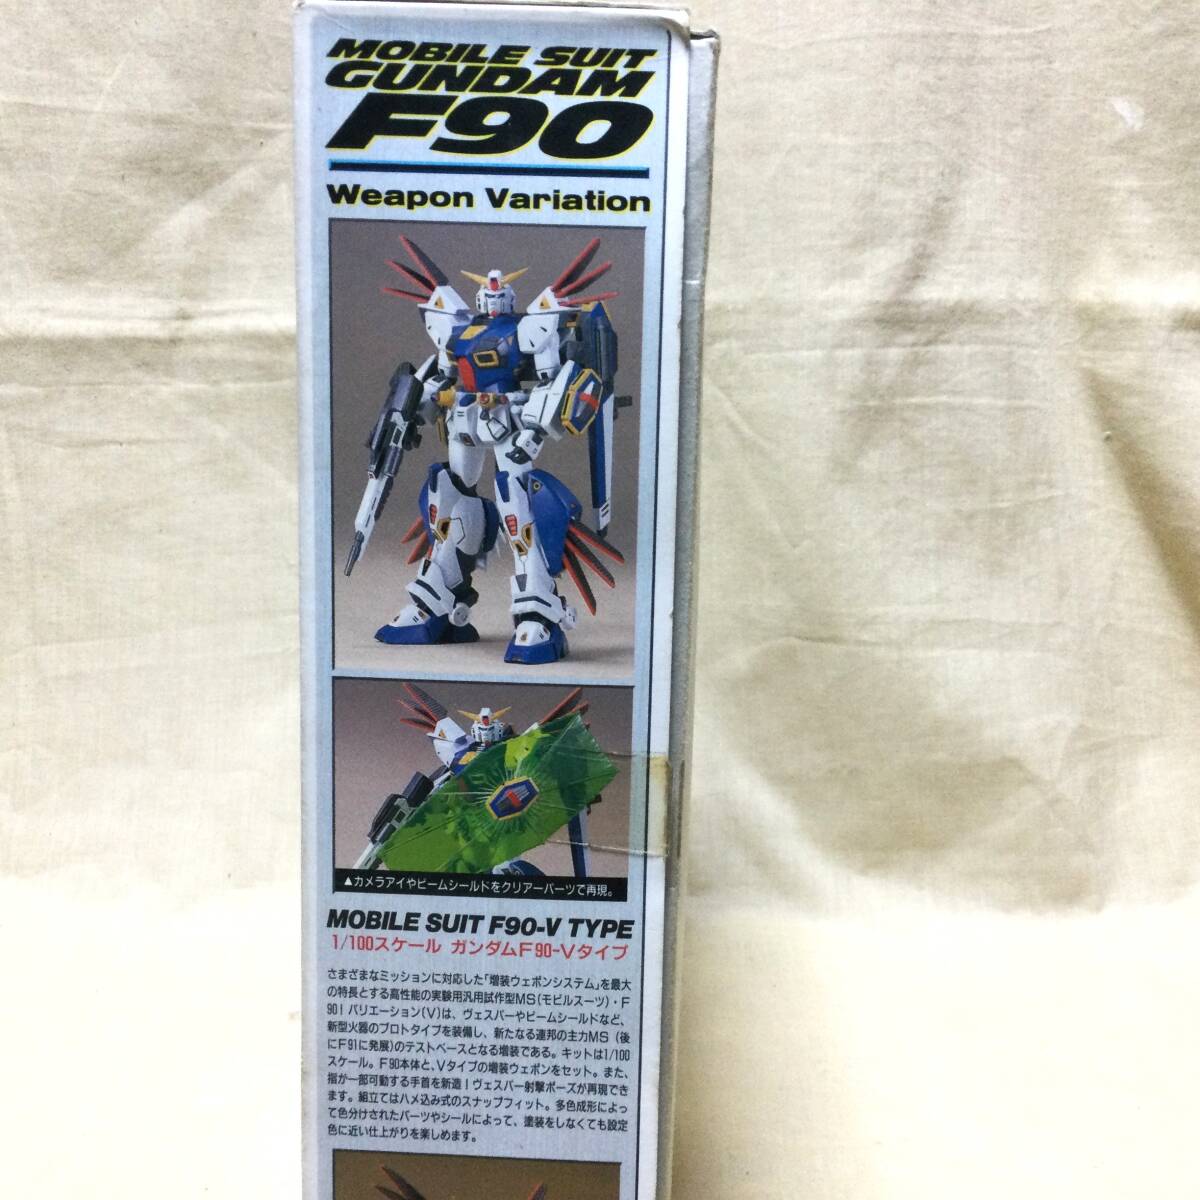 MOBILE SUIT
GUNDAM
F90
Weapon Variation
▲カメラアイやビームシールドをクリアーパーツで再現。
MOBILE SUIT F90-V TYPE
1/100スケール ガンダムF90-Vタイプ
さまざまなミッションに対応した「増装ウェポンシステム」を最大
の特長とする高性能の実験用汎用試作型MS(モビルスーツ)・F
90！バリエーション(V)は、ヴェスバーやビームシールドなど、
新型火器のプロトタイプを装備し、新たなる連邦の主力MS (後
にF91に発展)のテストベースとなる増装である。キットは1/100
スケール。F90本体と、Vタイプの増装ウェポンをセット。また、
指が一部可動する手首を新造！ヴェスバー射撃ポーズが再現でき
ます。組立てはハメ込み式のスナップフィット。多色成形によっ
て色分けされたパーツやシールによって、塗装をしなくても設定
色に近い仕上がりを楽しめます。